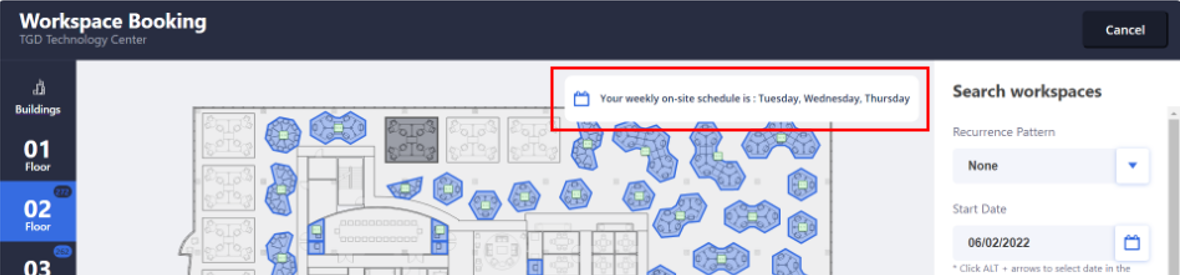 Workspace Booking
TGD Technology Center
Cancel
Buildings
01
Floor
272
02
Floor
262
03
Your weekly on-site schedule is : Tuesday, Wednesday, Thursday
Search workspaces
Recurrence Pattern
None
Start Date
06/02/2022
* Click ALT + arrows to select date in the